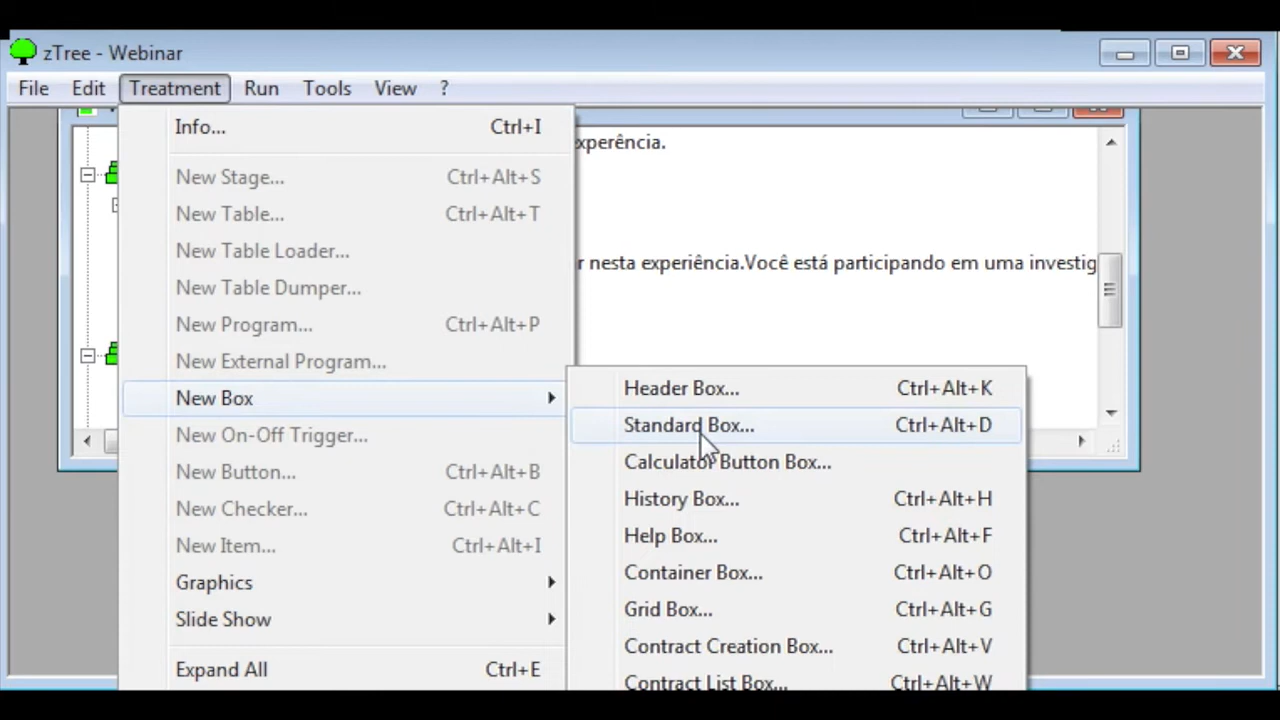 zTree - Webinar
File Edit Treatment Run Tools View ?
Info... Ctrl+I
xperência.
New Stage... Ctrl+Alt+S
New Table... Ctrl+Alt+T
New Table Loader...
r nesta experiência.Você está participando em uma investig
New Table Dumper...
New Program... Ctrl+Alt+P
New External Program...
New Box
Header Box... Ctrl+Alt+K
Standard Box... Ctrl+Alt+D
Calculator Button Box...
History Box... Ctrl+Alt+H
Help Box... Ctrl+Alt+F
Container Box... Ctrl+Alt+O
Grid Box... Ctrl+Alt+G
Contract Creation Box... Ctrl+Alt+V
Contract List Box... Ctrl+Alt+W
New On-Off Trigger...
New Button... Ctrl+Alt+B
New Checker... Ctrl+Alt+C
New Item... Ctrl+Alt+I
Graphics
Slide Show
Expand All Ctrl+E